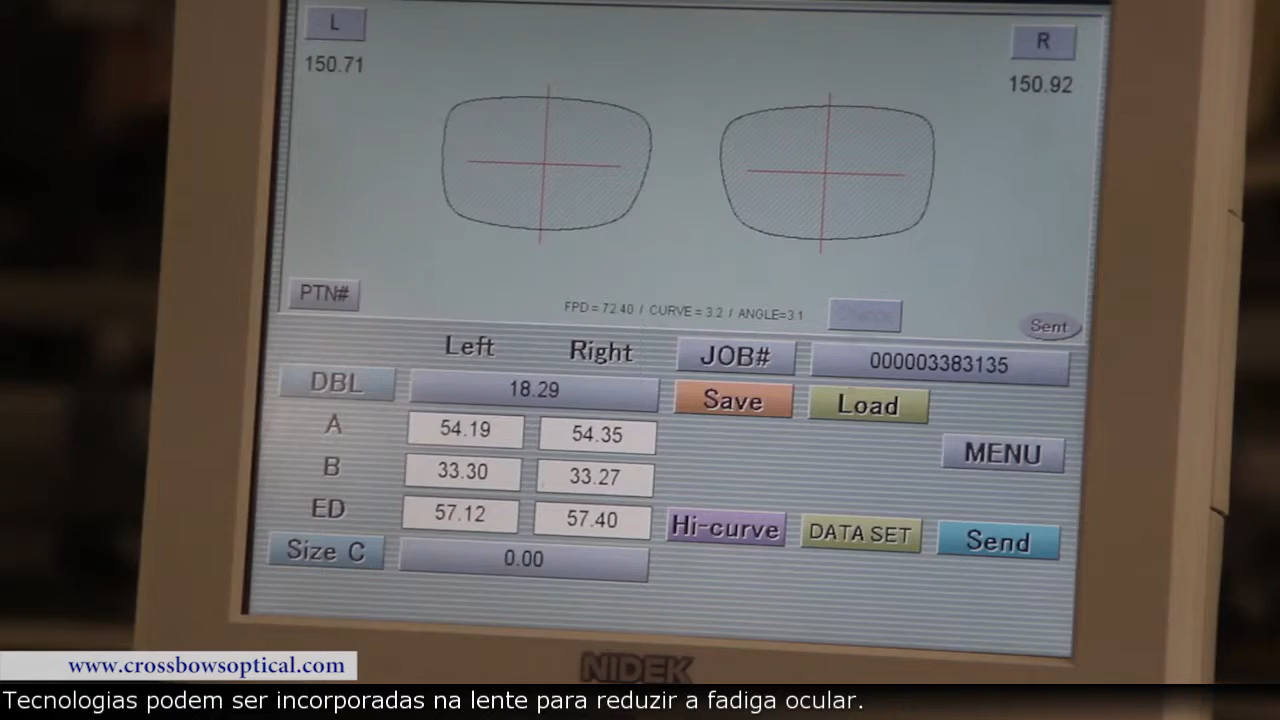 L
R
150.71
150.92
PTN#
FPD = 72.40 / CURVE = 3.2 / ANGLE=3.1
Sent
Left
Right
JOB#
000003383135
DBL
18.29
Save
Load
A
54.19
54.35
MENU
B
33.30
33.27
ED
57.12
57.40
Hi-curve
DATA SET
Send
Size C
0.00
NIDEK
www.crossbowsoptical.com
Tecnologias podem ser incorporadas na lente para reduzir a fadiga ocular.